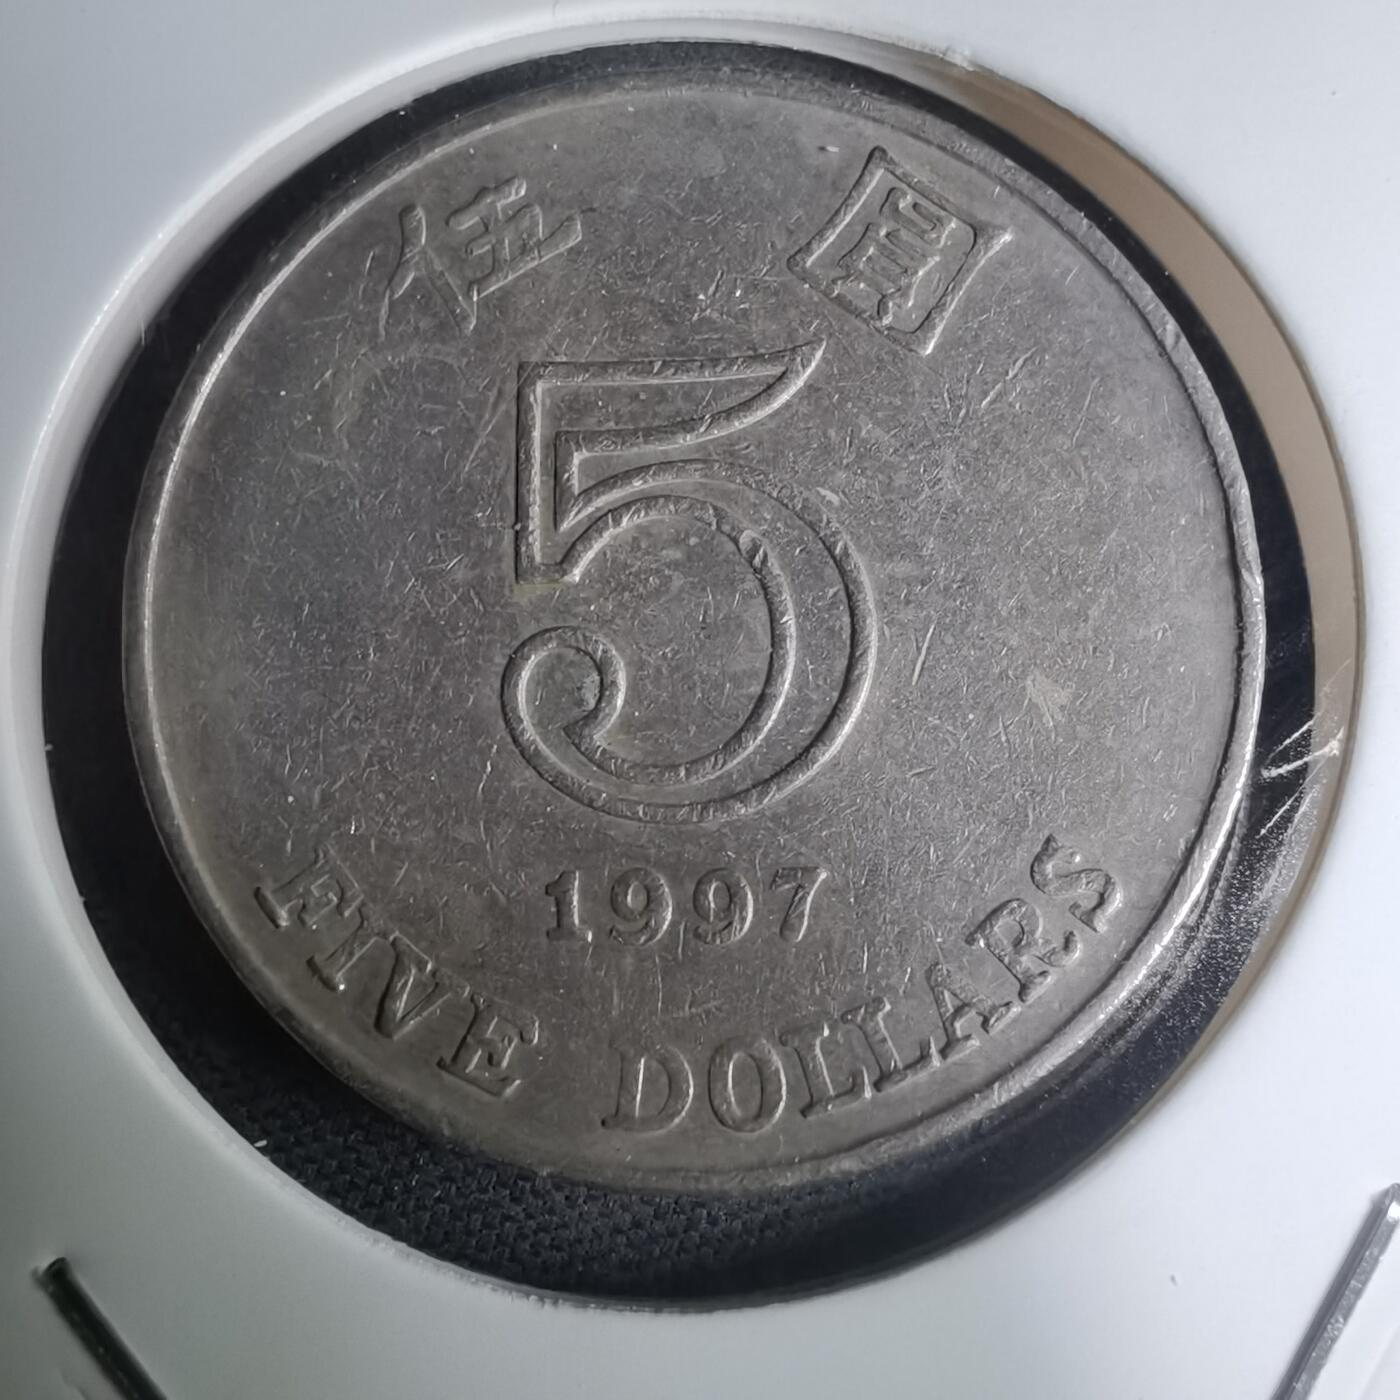 伍 圓
5
1997
FIVE DOLLARS